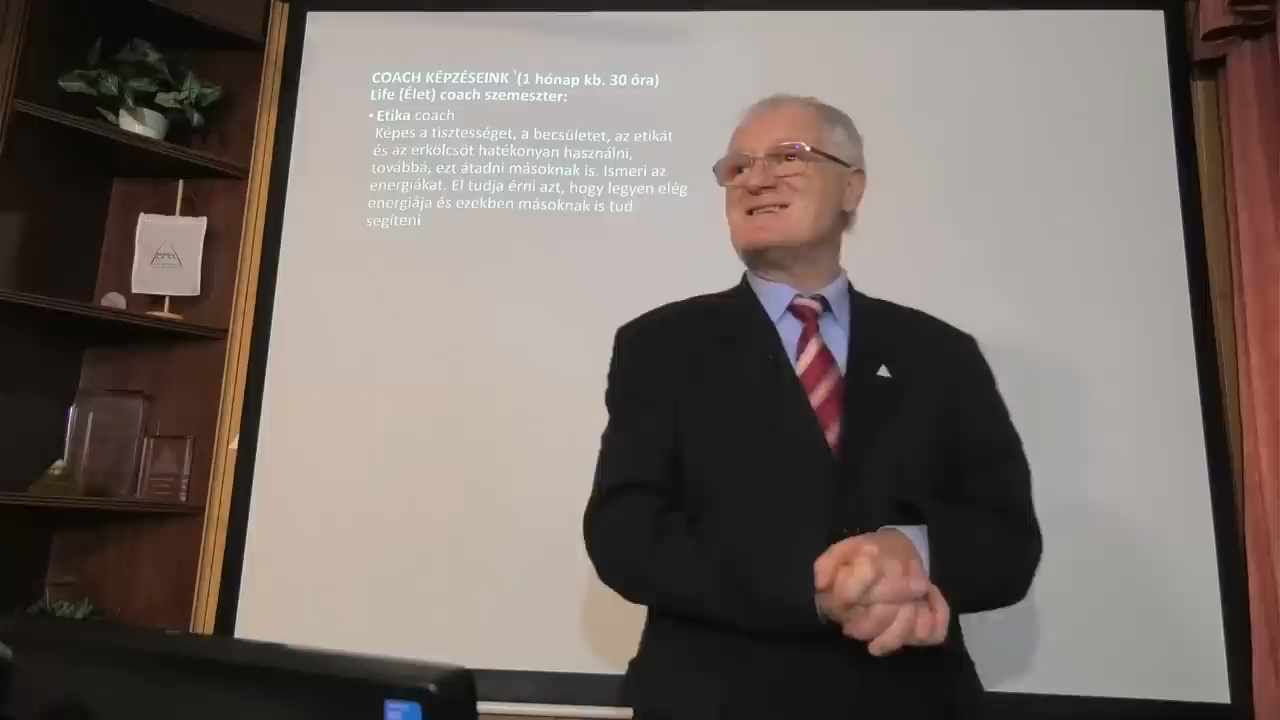 COACH KÉPZÉSEINK (1 hónap kb. 30 óra)
Life (Élet) coach szemeszter:
• Etika coach
Képes a tisztességet, a becsületet, az etikát
és az erkölcsöt hatékonyan használni,
továbbá, ezt átadni másoknak is. Ismeri az
energiákat. El tudja érni azt, hogy legyen elég
energiája és ezekben másoknak is tud
segíteni